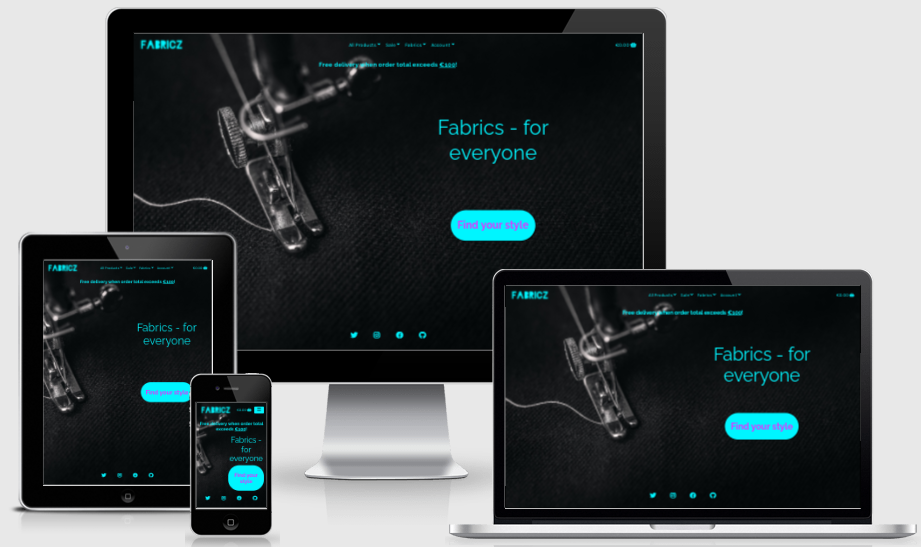 FABRICZ
All Products Sale Fabrics Account
€0.00
Free delivery when order total exceeds €100!
Fabrics - for
everyone
Find your style
FABRICZ
All Products Sale Fabrics Account
€0.00
Free delivery when order total exceeds €100!
Fabrics - for
everyone
Find your style
FABRICZ
€0.00
Free delivery when order total
exceeds €100!
Fabrics -
for
everyone
Find your
style
FABRICZ
All Products Sale Fabrics Account
€0.00
Free delivery when order total exceeds €100!
Fabrics - for
everyone
Find your style